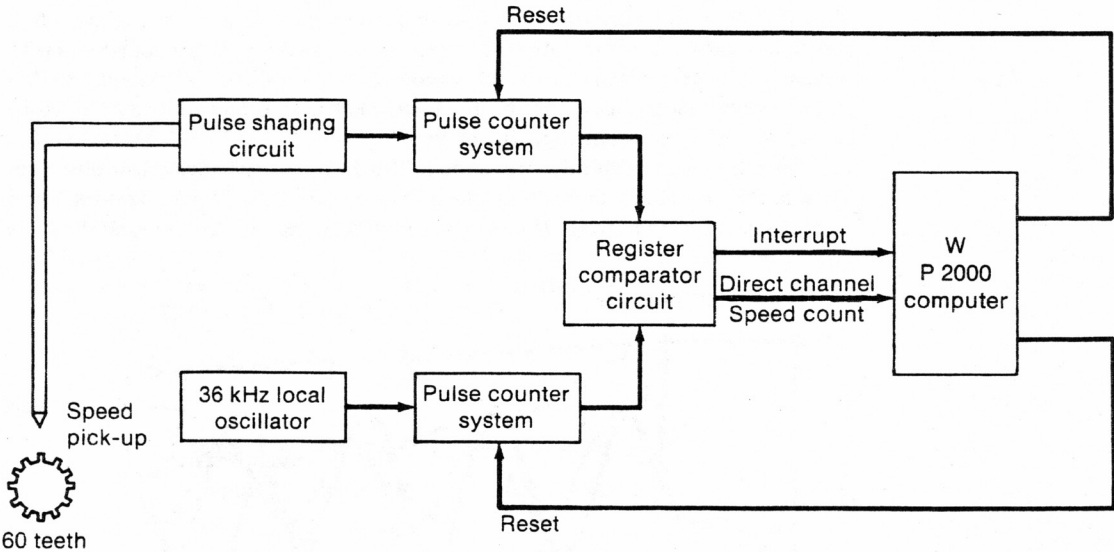 Reset
Pulse shaping
circuit
Pulse counter
system
Register
comparator
circuit
Interrupt
Direct channel
Speed count
W
P 2000
computer
36 kHz local
oscillator
Pulse counter
system
Speed
pick-up
60 teeth
Reset